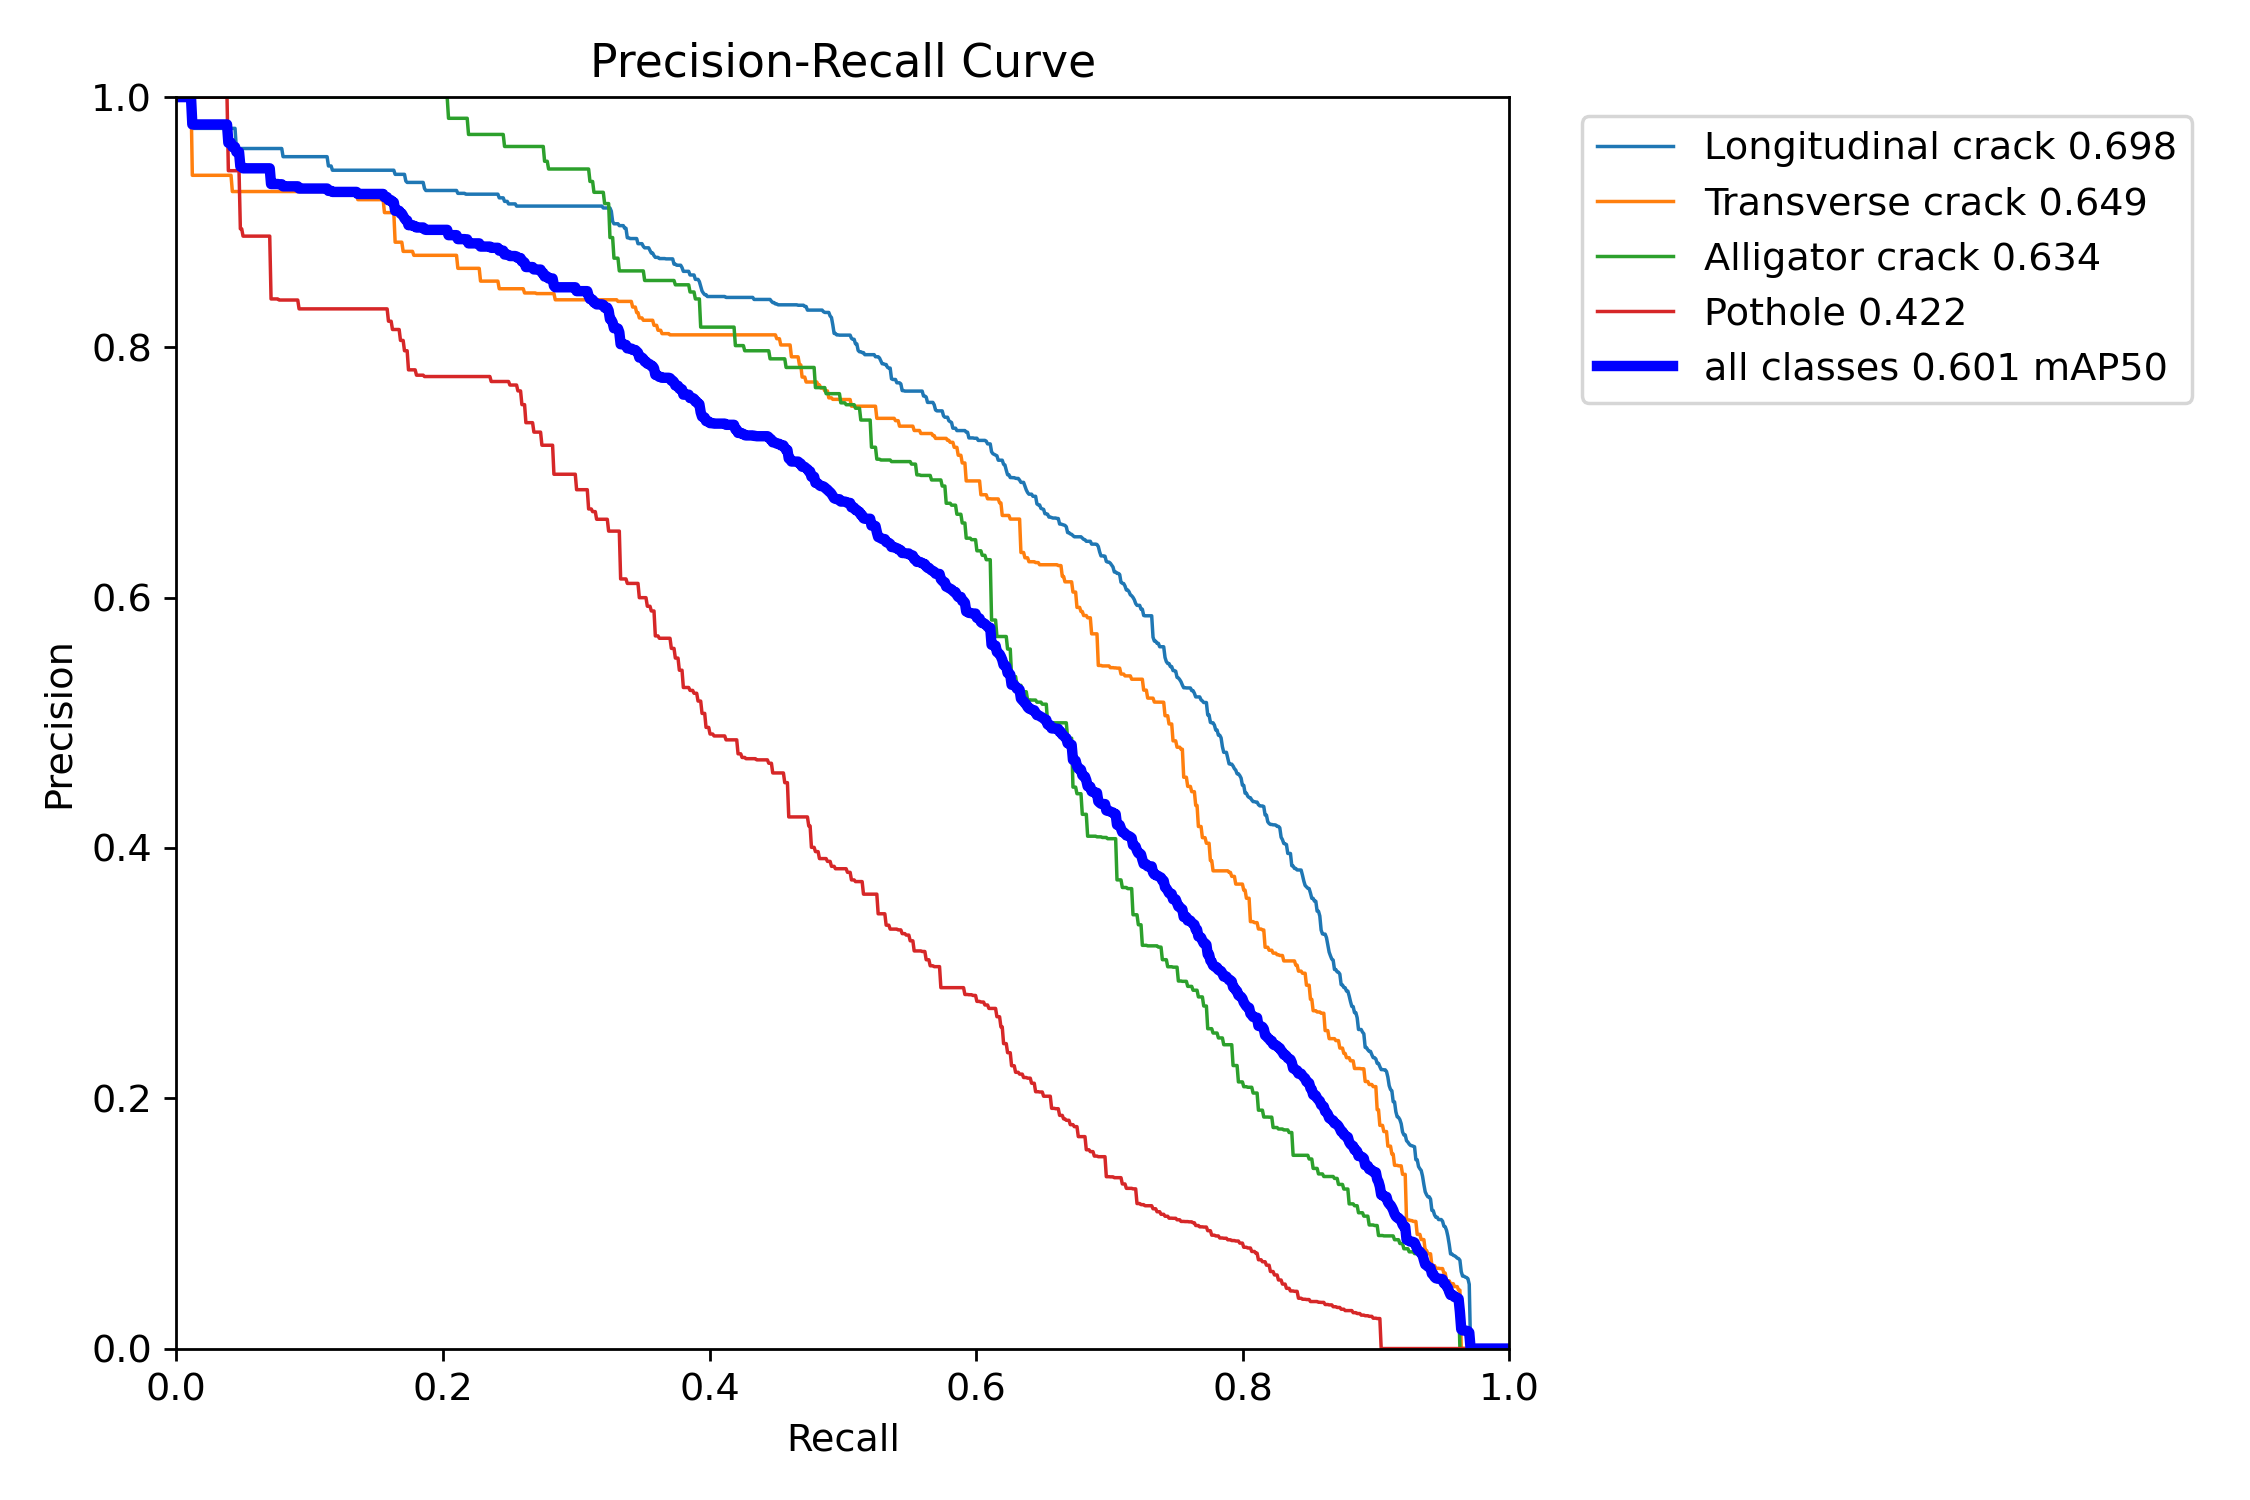 Precision-Recall Curve
1.0
0.8
0.6
0.4
0.2
0.0
Precision
0.0 0.2 0.4 0.6 0.8 1.0
Recall
Longitudinal crack 0.698
Transverse crack 0.649
Alligator crack 0.634
Pothole 0.422
all classes 0.601 mAP50